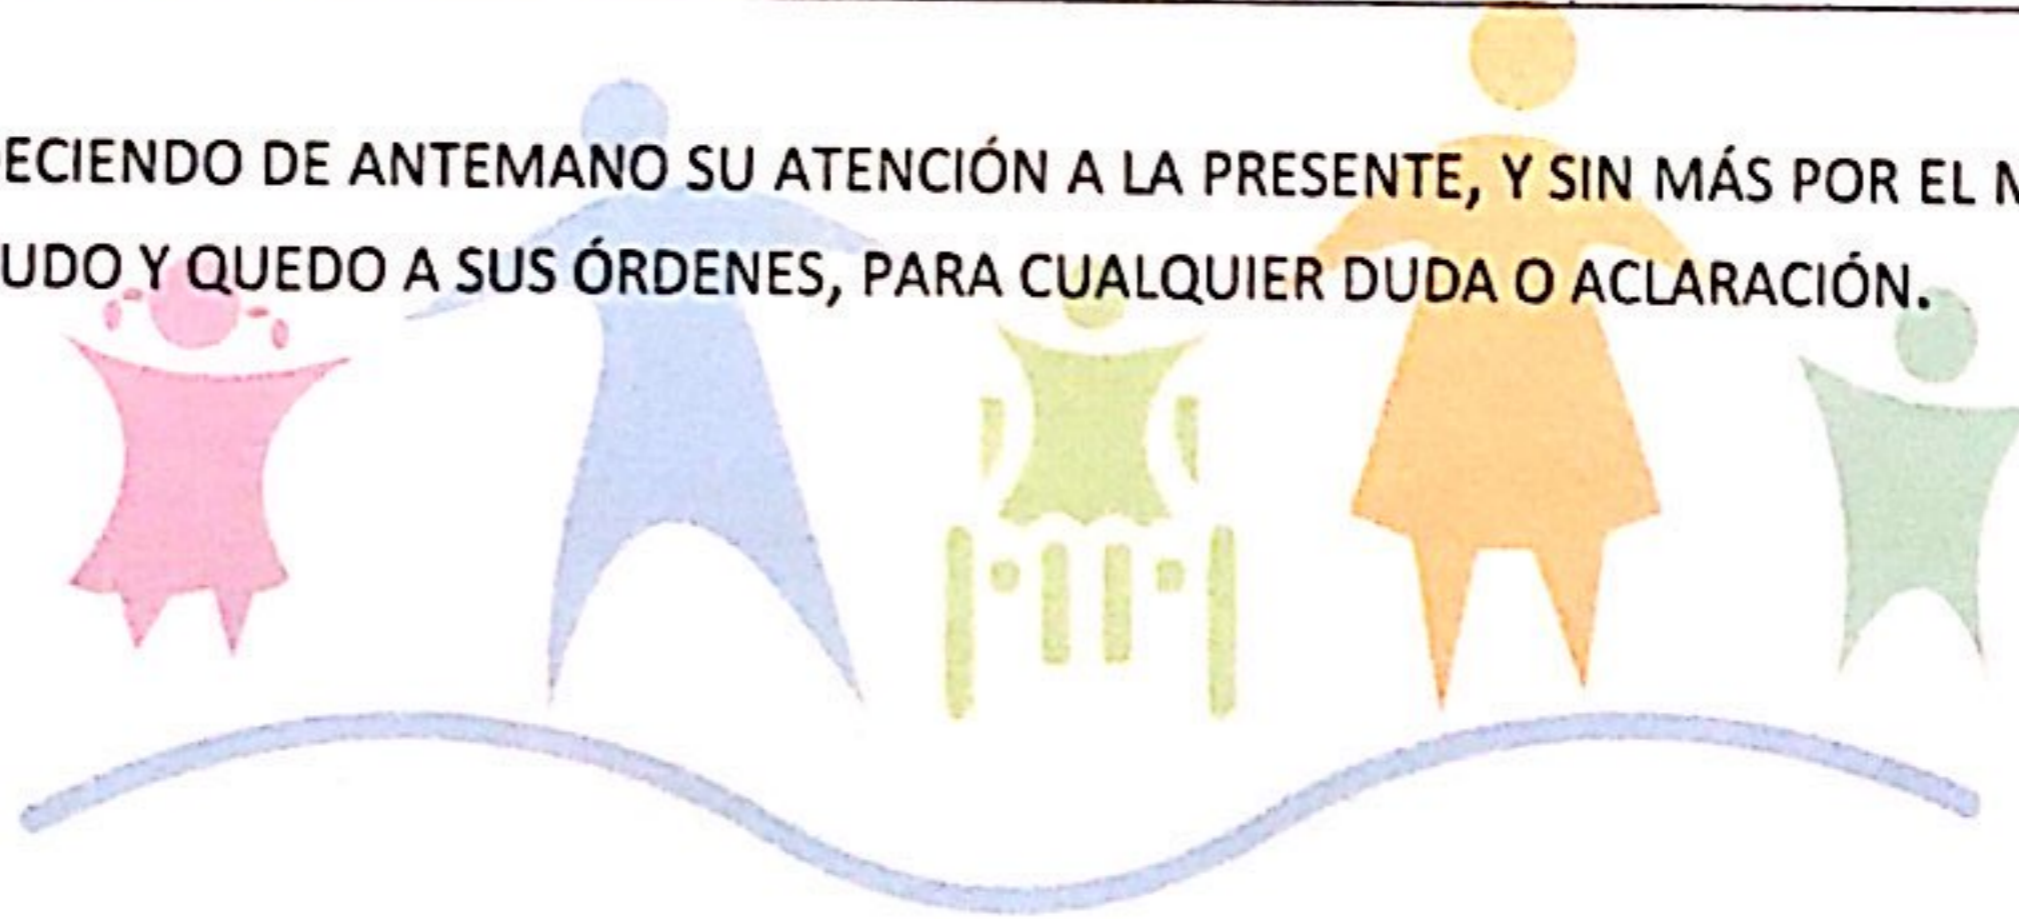 ECIENDO DE ANTEMANO SU ATENCIÓN A LA PRESENTE, Y SIN MÁS POR EL
UDO Y QUEDO A SUS ÓRDENES, PARA CUALQUIER DUDA O ACLARACIÓN.